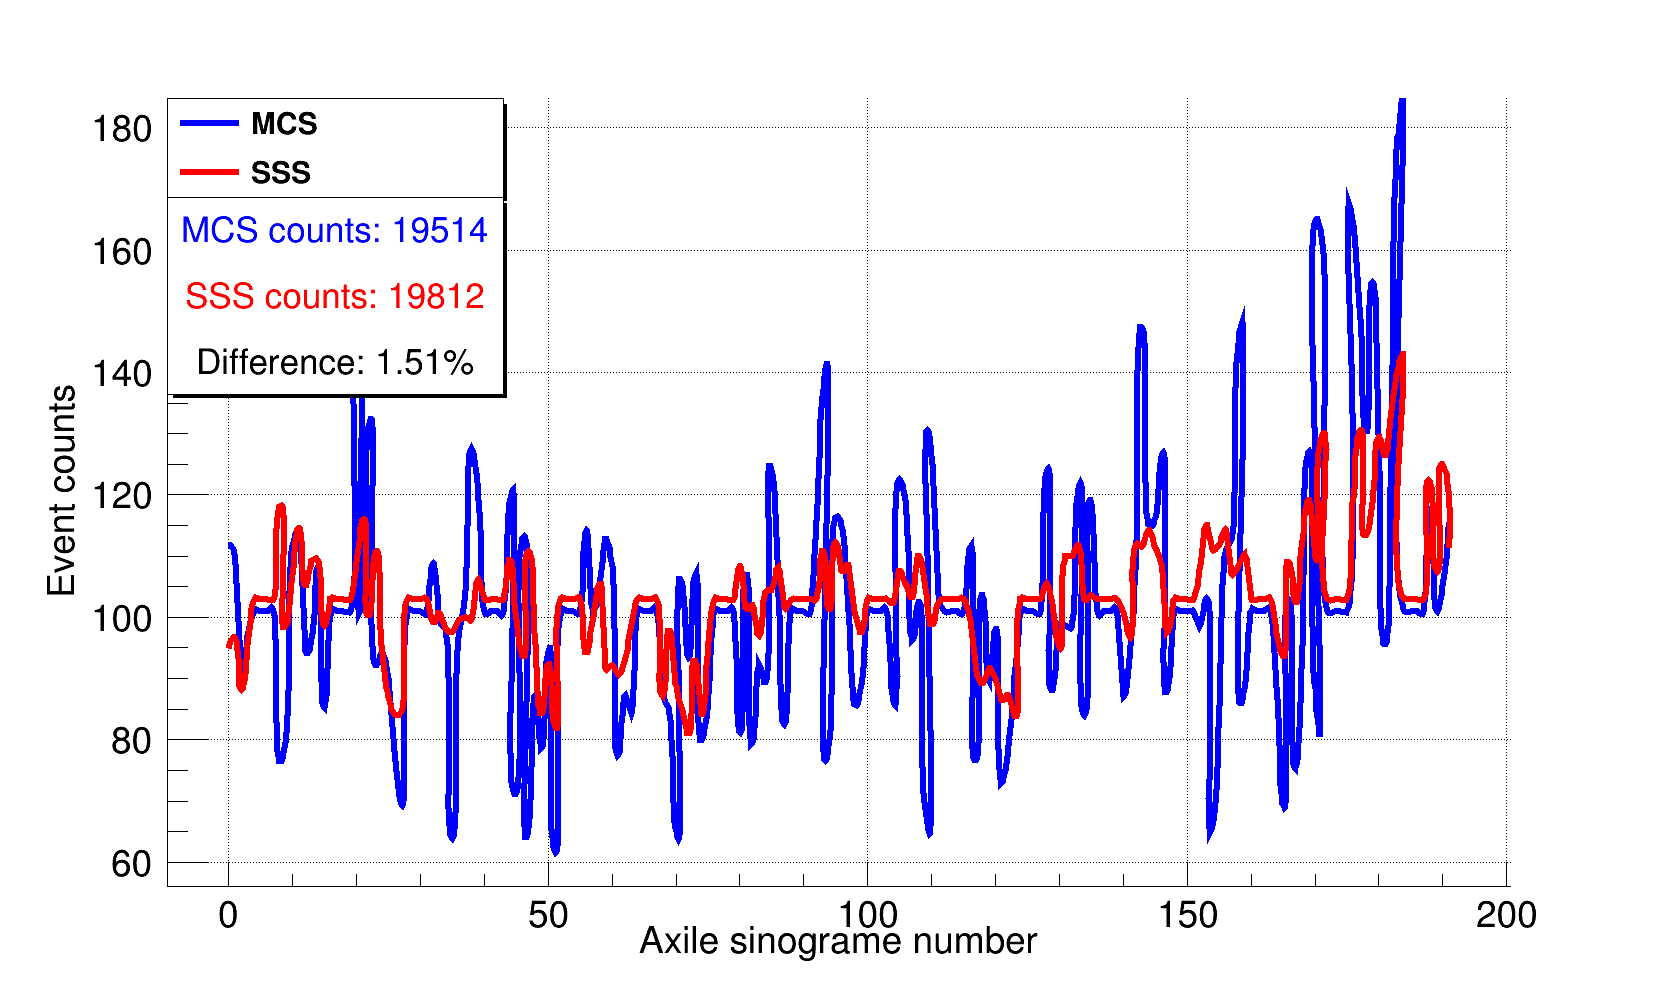 MCS
SSS
MCS counts: 19514
SSS counts: 19812
Difference: 1.51%
180
160
140
120
100
80
60
Event counts
0 50 100 150 200
Axile sinograme number